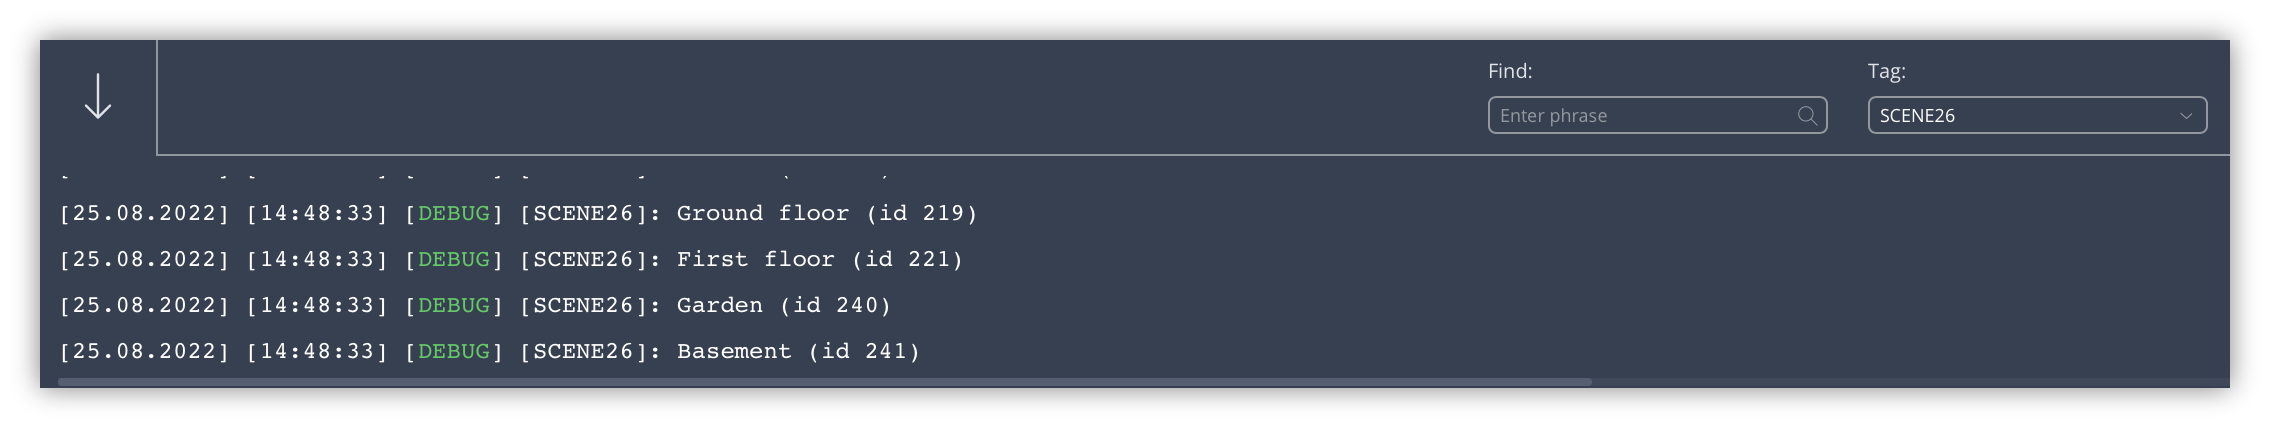 Find:
Enter phrase
Tag:
SCENE26
[25.08.2022] [14:48:33] [DEBUG] [SCENE26]: Ground floor (id 219)
[25.08.2022] [14:48:33] [DEBUG] [SCENE26]: First floor (id 221)
[25.08.2022] [14:48:33] [DEBUG] [SCENE26]: Garden (id 240)
[25.08.2022] [14:48:33] [DEBUG] [SCENE26]: Basement (id 241)